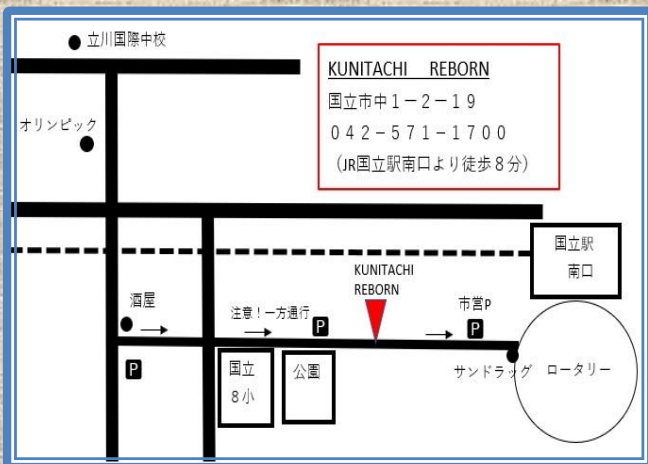 立川国際中校
オリンピック
KUNITACHI REBORN
国立市中１－２－19
０４２－５７１－１７００
（JR国立駅南口より徒歩８分）
国立駅
南口
KUNITACHI
REBORN
酒屋
注意！一方通行
P
市営P
P
P
国立
８小
公園
サンドラッグ
ロータリー